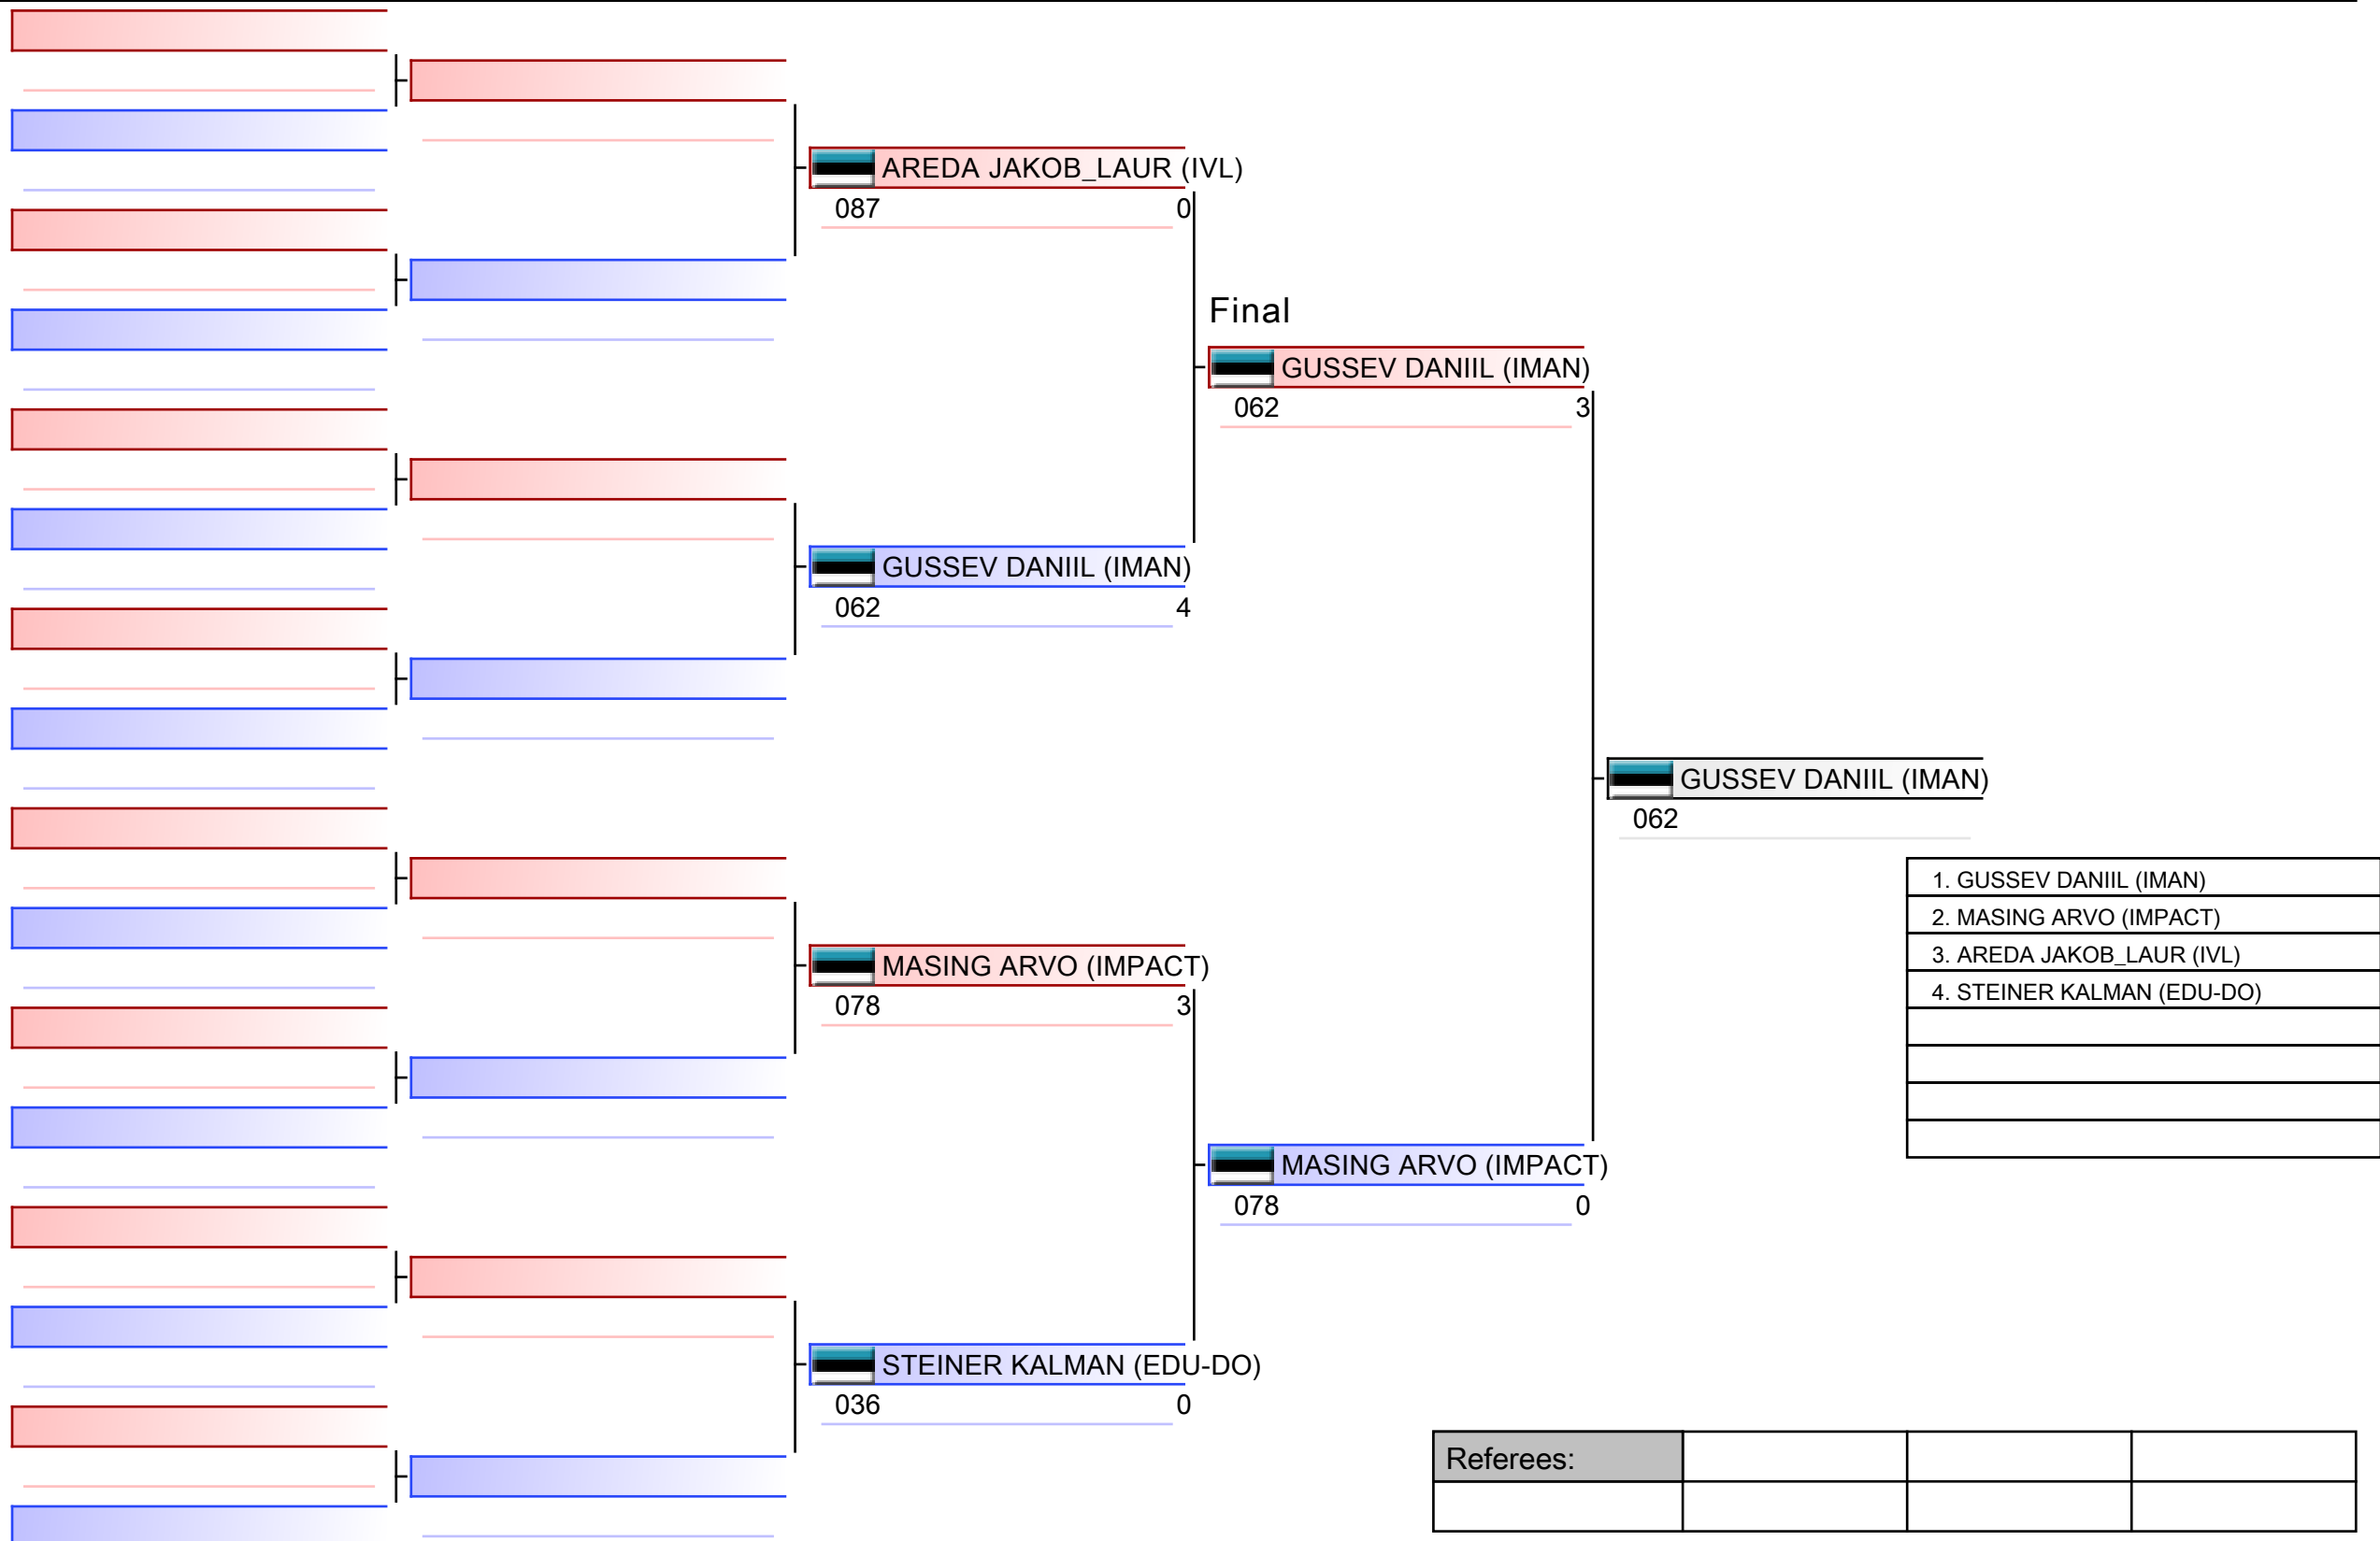 AREDA JAKOB_LAUR (IVL)
087 0
Final
GUSSEV DANIIL (IMAN)
062 3
GUSSEV DANIIL (IMAN)
062 4
GUSSEV DANIIL (IMAN)
062
1. GUSSEV DANIIL (IMAN)
2. MASING ARVO (IMPACT)
3. AREDA JAKOB_LAUR (IVL)
4. STEINER KALMAN (EDU-DO)
MASING ARVO (IMPACT)
078 3
MASING ARVO (IMPACT)
078 0
STEINER KALMAN (EDU-DO)
036 0
Referees: